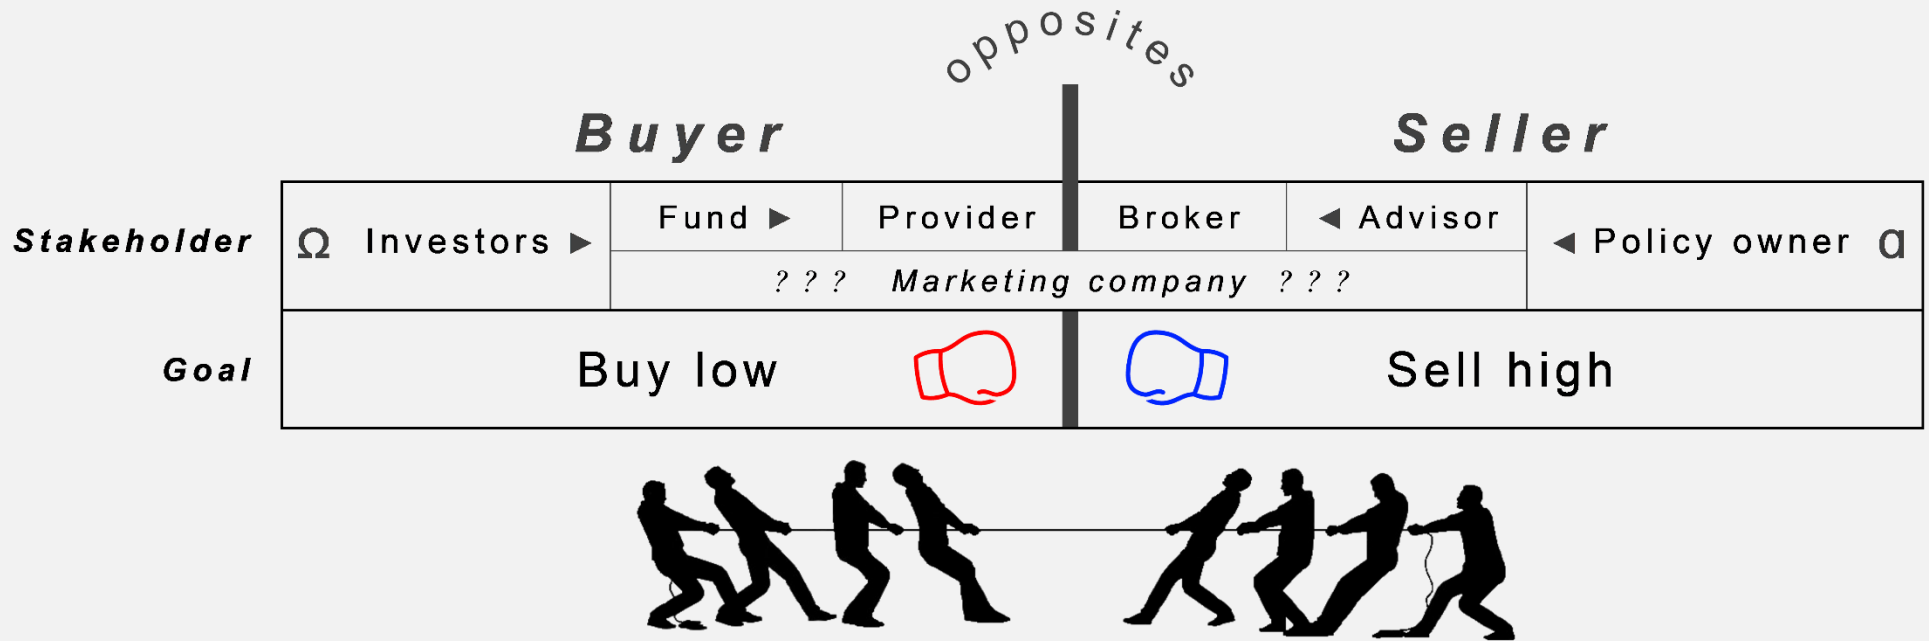 opposites
Buyer Seller
Stakeholder
Ω Investors ▶
Fund ▶ Provider Broker ◀ Advisor
◀ Policy owner α
? ? ? Marketing company ? ? ?
Goal Buy low Sell high